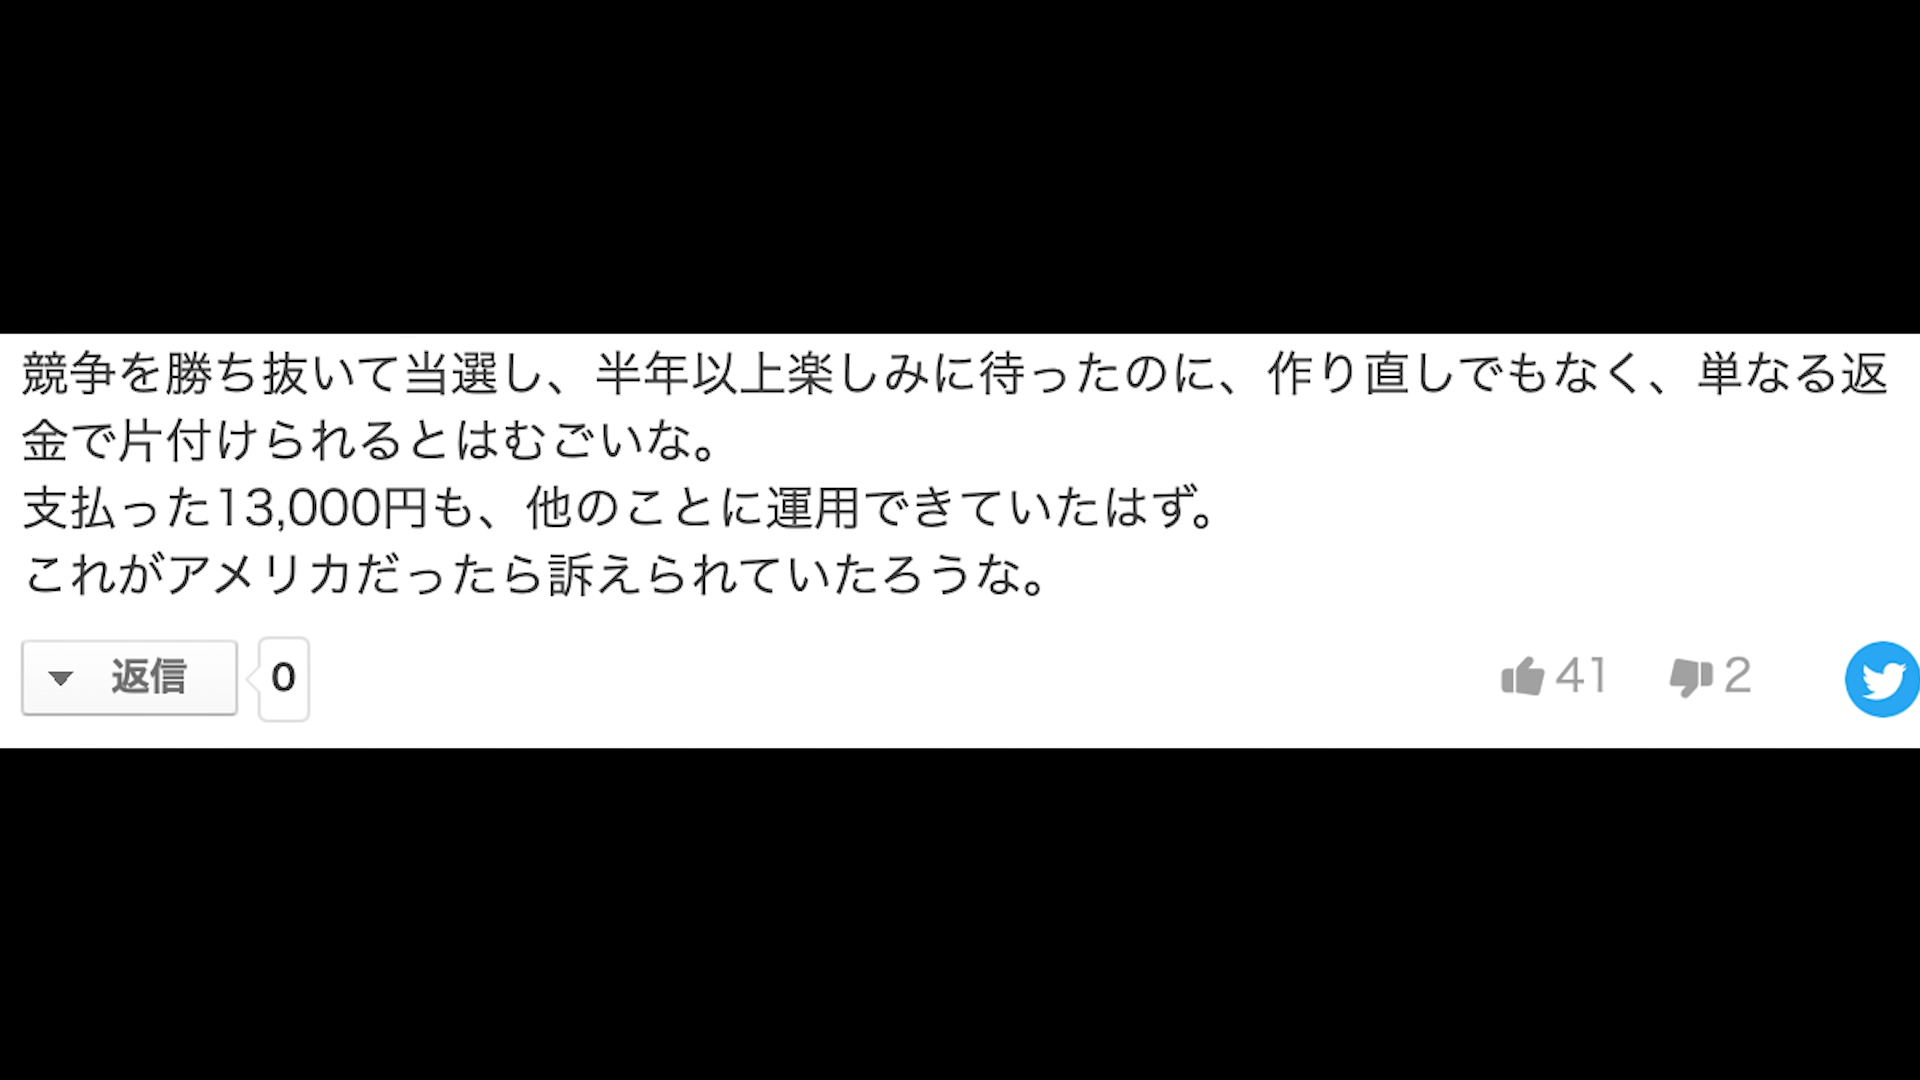 競争を勝ち抜いて当選し、半年以上楽しみに待ったのに、作り直しでもなく、単なる返
金で片付けられるとはむごいな。
支払った13,000円も、他のことに運用できていたはず。
これがアメリカだったら訴えられていたろうな。
返信 0 41 2